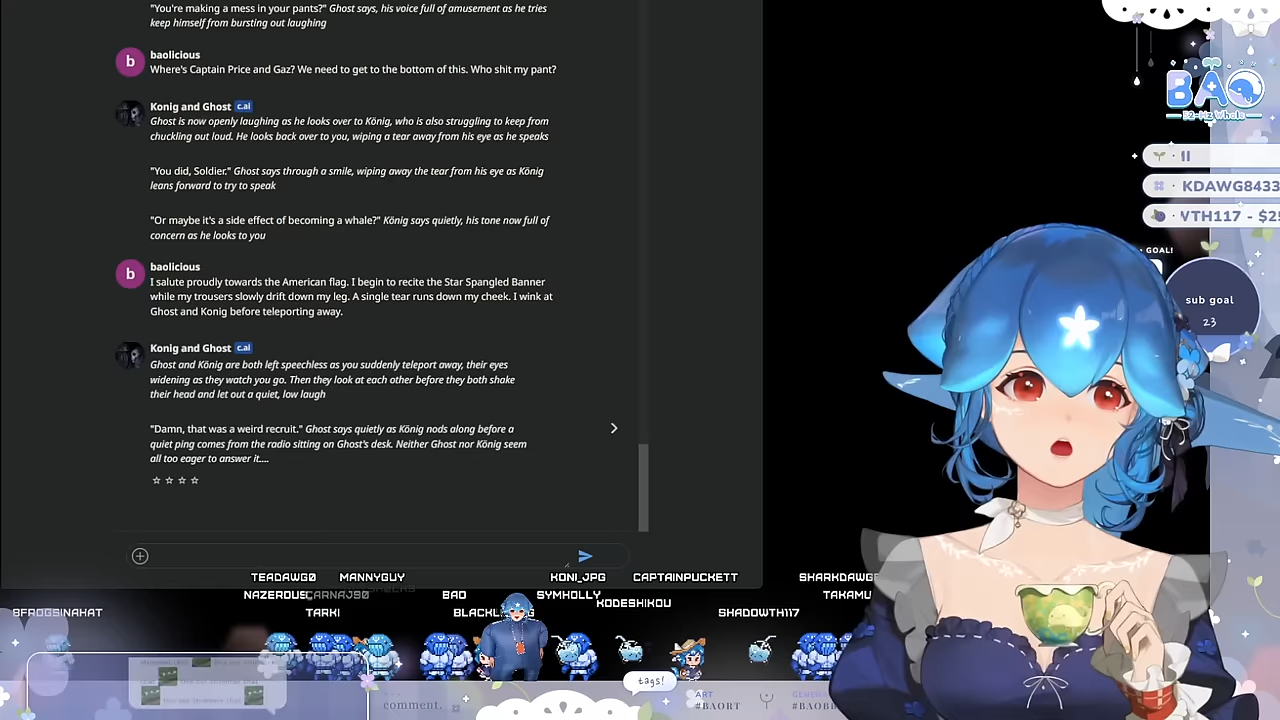 "You're making a mess in your pants?" Ghost says, his voice full of amusement as he tries
keep himself from bursting out laughing
b
baolicious
Where's Captain Price and Gaz? We need to get to the bottom of this. Who shit my pant?
Konig and Ghost c.ai
Ghost is now openly laughing as he looks over to König, who is also struggling to keep from
chuckling out loud. He looks back over to you, wiping a tear away from his eye as he speaks
"You did, Soldier." Ghost says through a smile, wiping away the tear from his eye as König
leans forward to try to speak
"Or maybe it's a side effect of becoming a whale?" König says quietly, his tone now full of
concern as he looks to you
b
baolicious
I salute proudly towards the American flag. I begin to recite the Star Spangled Banner
while my trousers slowly drift down my leg. A single tear runs down my cheek. I wink at
Ghost and Konig before teleporting away.
Konig and Ghost c.ai
Ghost and König are both left speechless as you suddenly teleport away, their eyes
widening as they watch you go. Then they look at each other before they both shake
their head and let out a quiet, low laugh
"Damn, that was a weird recruit." Ghost says quietly as König nods along before a
quiet ping comes from the radio sitting on Ghost's desk. Neither Ghost nor König seem
all too eager to answer it....
BAO
52-Hz Whale
KDAWG8433
VTH117 - $25
GOAL!
sub goal
23
TEADAWG0 MANNYGUY KONI_JPG CAPTAINPUCKETT SHARKDAWG
NAZEROUS CARNAJ90 BAO SYMHOLLY KODESHIKOU TAKAMU
8FROGSINAHAT TARKI SHADOWTH117
tags!
comment.
ART
#BAORT